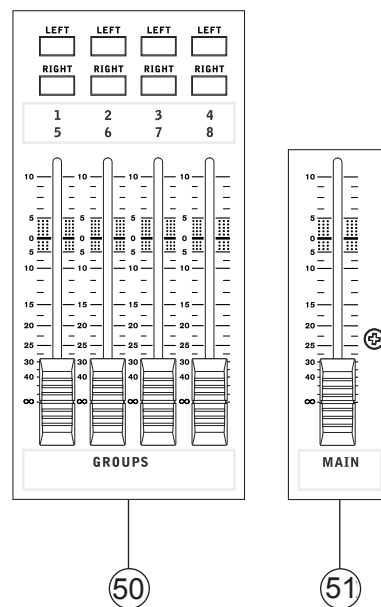 LEFT LEFT LEFT LEFT
RIGHT RIGHT RIGHT RIGHT
1 2 3 4
5 6 7 8
10 10 10 10
5 5 5 5
0 0 0 0
5 5 5 5
10 10 10 10
15 15 15 15
20 20 20 20
25 25 25 25
30 30 30 30
40 40 40 40
∞ ∞ ∞ ∞
GROUPS
50
10
5
0
5
10
15
20
25
30
40
∞
MAIN
51